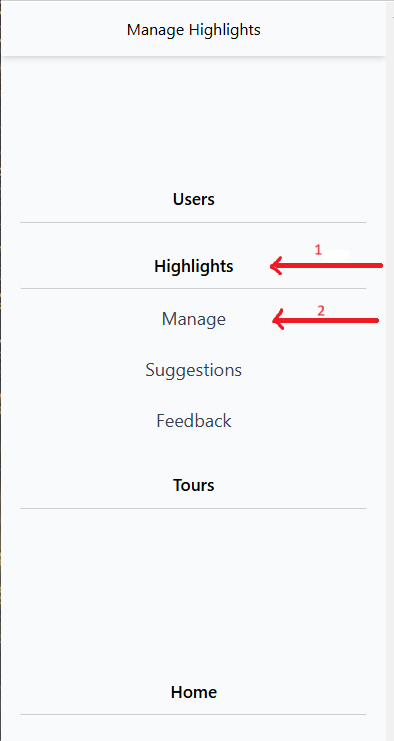 Manage Highlights
Users
1
Highlights
2
Manage
Suggestions
Feedback
Tours
Home